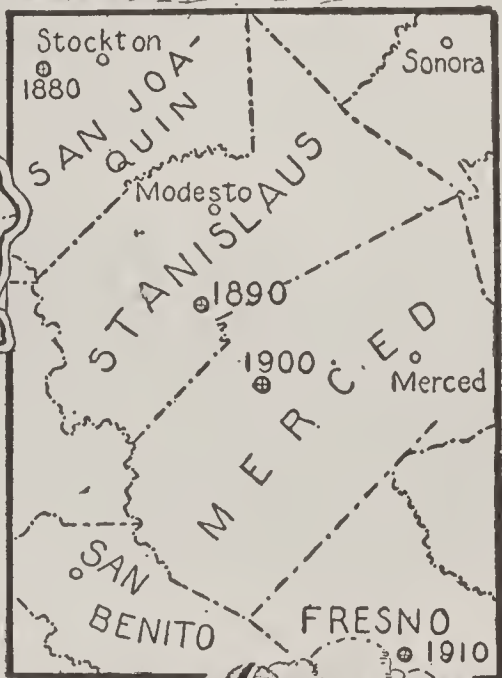 Stockton
1880
Sonora
SAN JOA-
QUIN
Modesto
STANISLAUS
1890
1900
Merced
MERCED
SAN
BENITO
FRESNO
1910